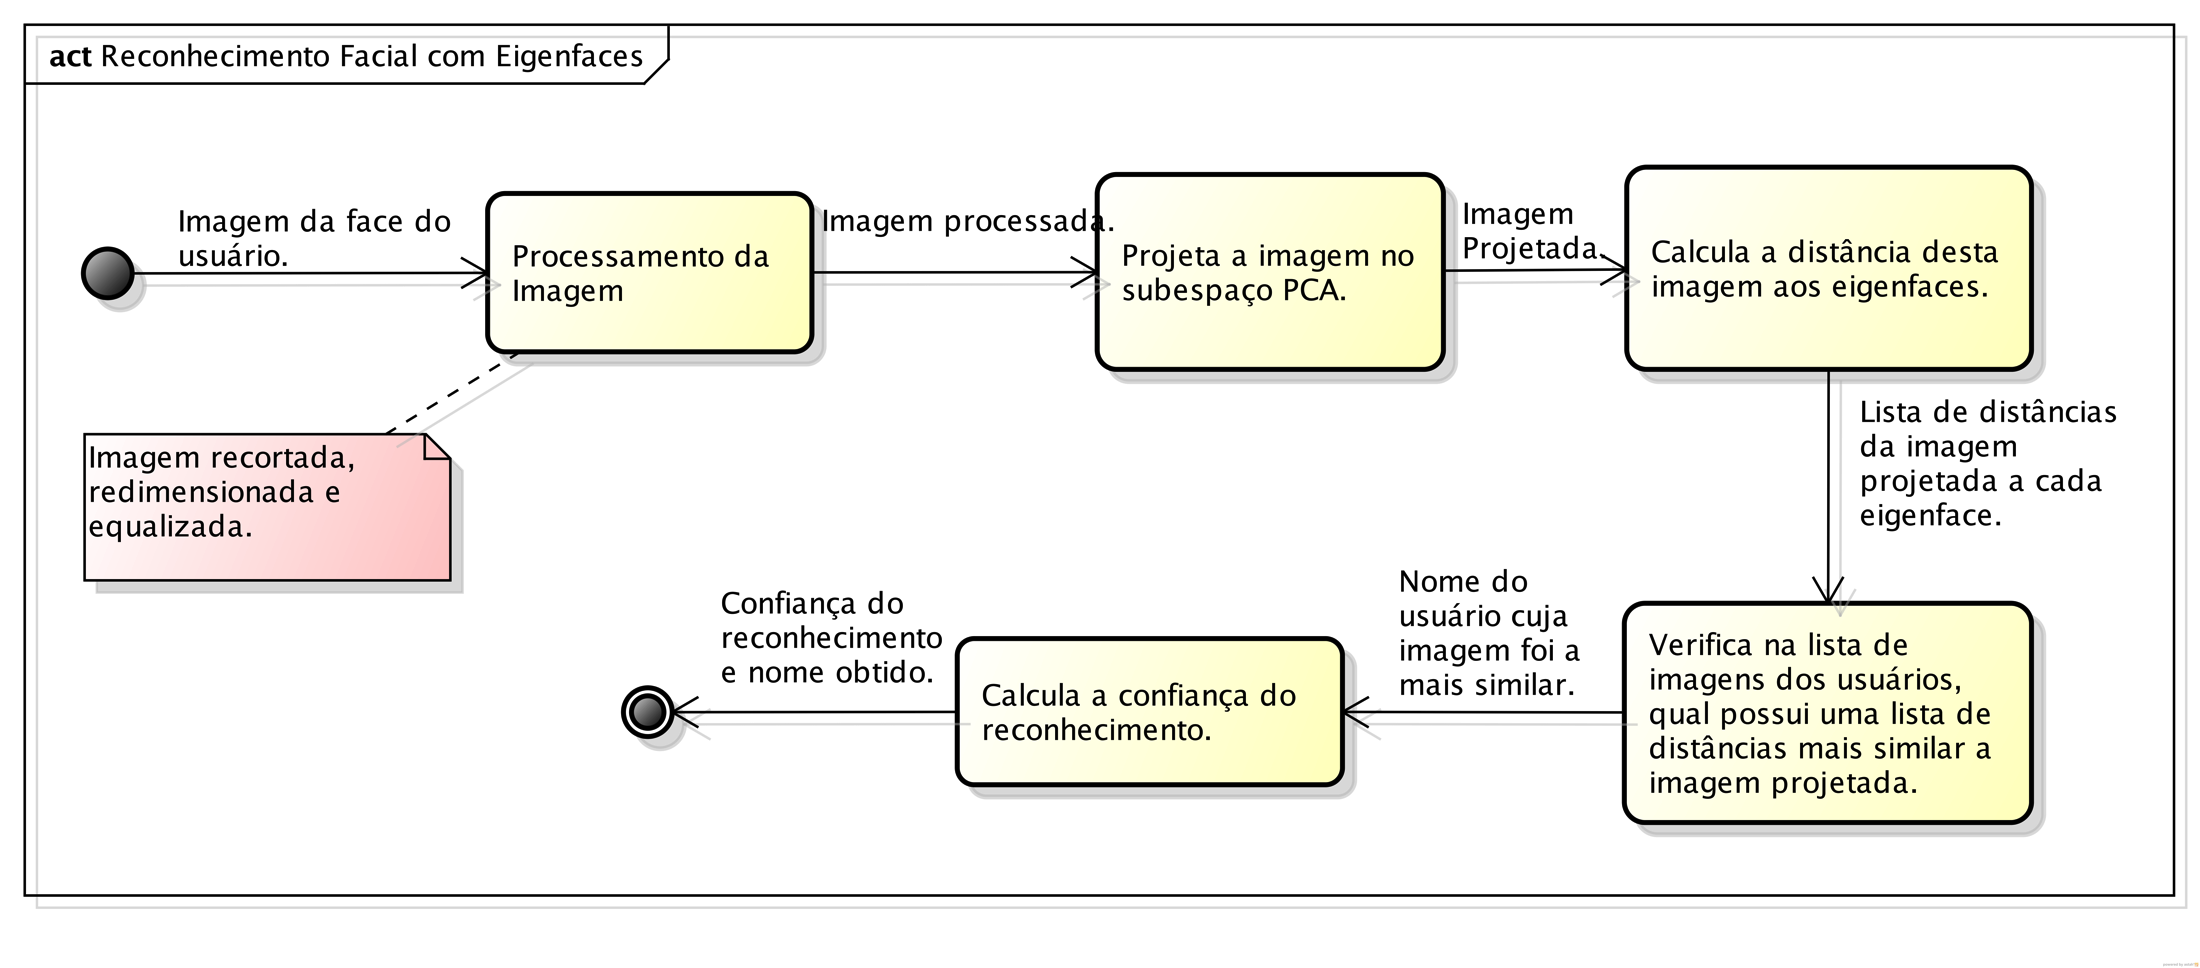 act Reconhecimento Facial com Eigenfaces
Imagem da face do
usuário.
Processamento da
Imagem
Imagem processada.
Projeta a imagem no
subespaço PCA.
Imagem
Projetada.
Calcula a distância desta
imagem aos eigenfaces.
Imagem recortada,
redimensionada e
equalizada.
Lista de distâncias
da imagem
projetada a cada
eigenface.
Verifica na lista de
imagens dos usuários,
qual possui uma lista de
distâncias mais similar a
imagem projetada.
Nome do
usuário cuja
imagem foi a
mais similar.
Calcula a confiança do
reconhecimento.
Confiança do
reconhecimento
e nome obtido.